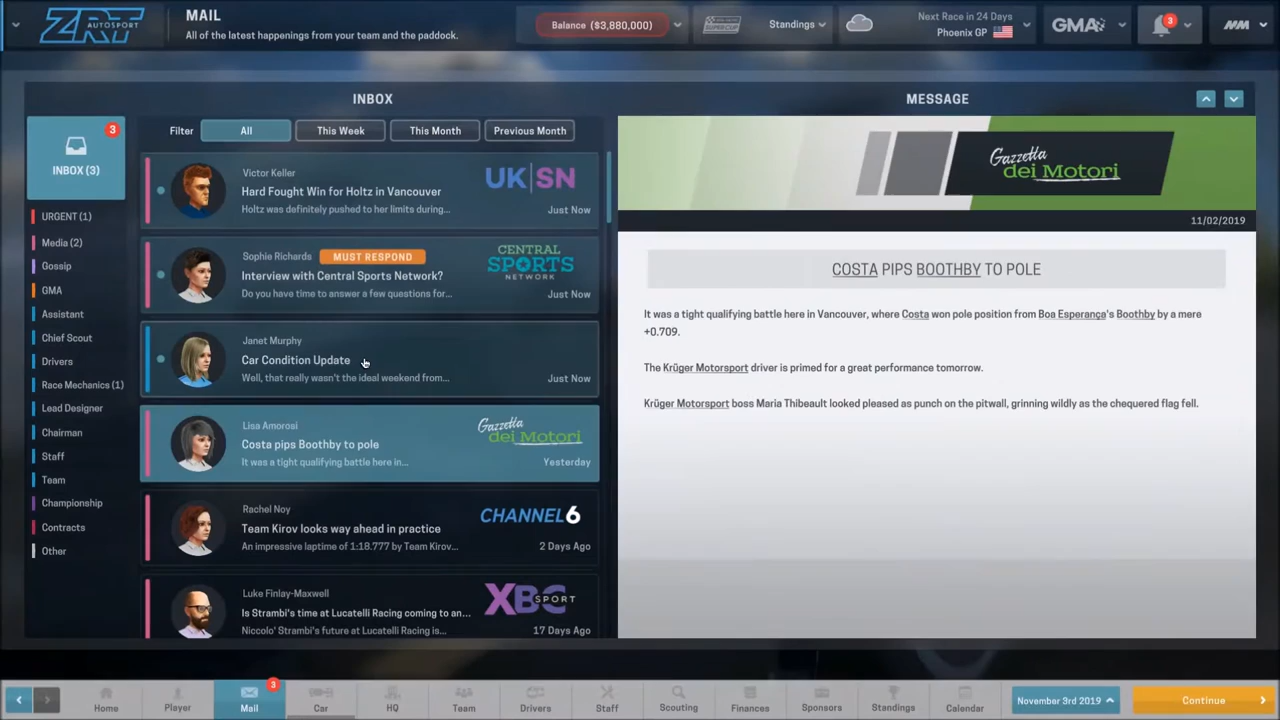 ZRT AUTOSPORT
MAIL
All of the latest happenings from your team and the paddock.
Balance ($3,880,000)
Standings
Next Race in 24 Days
Phoenix GP
GMA
3
INBOX
MESSAGE
3
INBOX (3)
Filter
All
This Week
This Month
Previous Month
URGENT (1)
Media (2)
Gossip
GMA
Assistant
Chief Scout
Drivers
Race Mechanics (1)
Lead Designer
Chairman
Staff
Team
Championship
Contracts
Other
Victor Keller
Hard Fought Win for Holtz in Vancouver
Holtz was definitely pushed to her limits during...
UK|SN
Just Now
Sophie Richards
MUST RESPOND
Interview with Central Sports Network?
Do you have time to answer a few questions for...
CENTRAL
SPORTS
NETWORK
Just Now
Janet Murphy
Car Condition Update
Well, that really wasn't the ideal weekend from...
Just Now
Lisa Amorosi
Costa pips Boothby to pole
It was a tight qualifying battle here in...
Gazzetta
dei Motori
Yesterday
Rachel Noy
Team Kirov looks way ahead in practice
An impressive laptime of 1:18.777 by Team Kirov...
CHANNEL6
2 Days Ago
Luke Finlay-Maxwell
Is Strambi's time at Lucatelli Racing coming to an...
Niccolo' Strambi's future at Lucatelli Racing is...
XBC SPORT
17 Days Ago
Gazzetta
dei Motori
11/02/2019
COSTA PIPS BOOTHBY TO POLE
It was a tight qualifying battle here in Vancouver, where Costa won pole position from Boa Esperança's Boothby by a mere
+0.709.
The Krüger Motorsport driver is primed for a great performance tomorrow.
Krüger Motorsport boss Maria Thibeault looked pleased as punch on the pitwall, grinning wildly as the chequered flag fell.
Home
Player
3
Mail
Car
HQ
Team
Drivers
Staff
Scouting
Finances
Sponsors
Standings
Calendar
November 3rd 2019
Continue